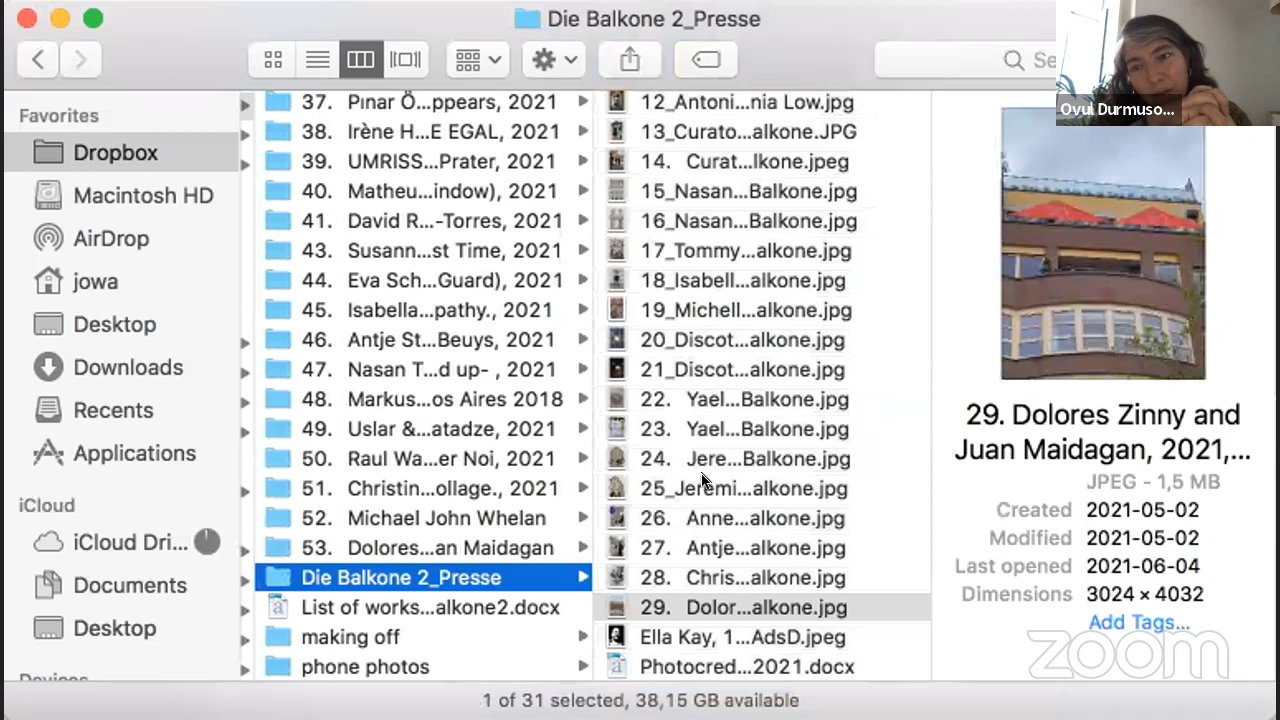 Die Balkone 2_Presse
Se
Ovul Durmuso...
Favorites
Dropbox
Macintosh HD
AirDrop
jowa
Desktop
Downloads
Recents
Applications
iCloud
iCloud Dri...
Documents
Desktop
Devices
37. Pınar Ö...ppears, 2021
38. Irène H...E EGAL, 2021
39. UMRISS...Prater, 2021
40. Matheu...indow), 2021
41. David R...-Torres, 2021
43. Susann...st Time, 2021
44. Eva Sch...Guard), 2021
45. Isabella...pathy., 2021
46. Antje St...Beuys, 2021
47. Nasan T...d up- , 2021
48. Markus...os Aires 2018
49. Uslar &...atadze, 2021
50. Raul Wa...er Noi, 2021
51. Christin...ollage., 2021
52. Michael John Whelan
53. Dolores...an Maidagan
Die Balkone 2_Presse
List of works...alkone2.docx
making off
phone photos
12_Antoni...nia Low.jpg
13_Curato...alkone.JPG
14. Curat...lkone.jpeg
15_Nasan...Balkone.jpg
16_Nasan...Balkone.jpg
17_Tommy...alkone.jpg
18_Isabell...alkone.jpg
19_Michell...alkone.jpg
20_Discot...alkone.jpg
21_Discot...alkone.jpg
22. Yael...Balkone.jpg
23. Yael...Balkone.jpg
24. Jere...Balkone.jpg
25_Jeremi...alkone.jpg
26. Anne...alkone.jpg
27. Antje...alkone.jpg
28. Chris...alkone.jpg
29. Dolor...alkone.jpg
Ella Kay, 1...AdsD.jpeg
Photocred...2021.docx
29. Dolores Zinny and
Juan Maidagan, 2021,...
JPEG - 1,5 MB
Created 2021-05-02
Modified 2021-05-02
Last opened 2021-06-04
Dimensions 3024 × 4032
Add Tags...
zoom
1 of 31 selected, 38,15 GB available